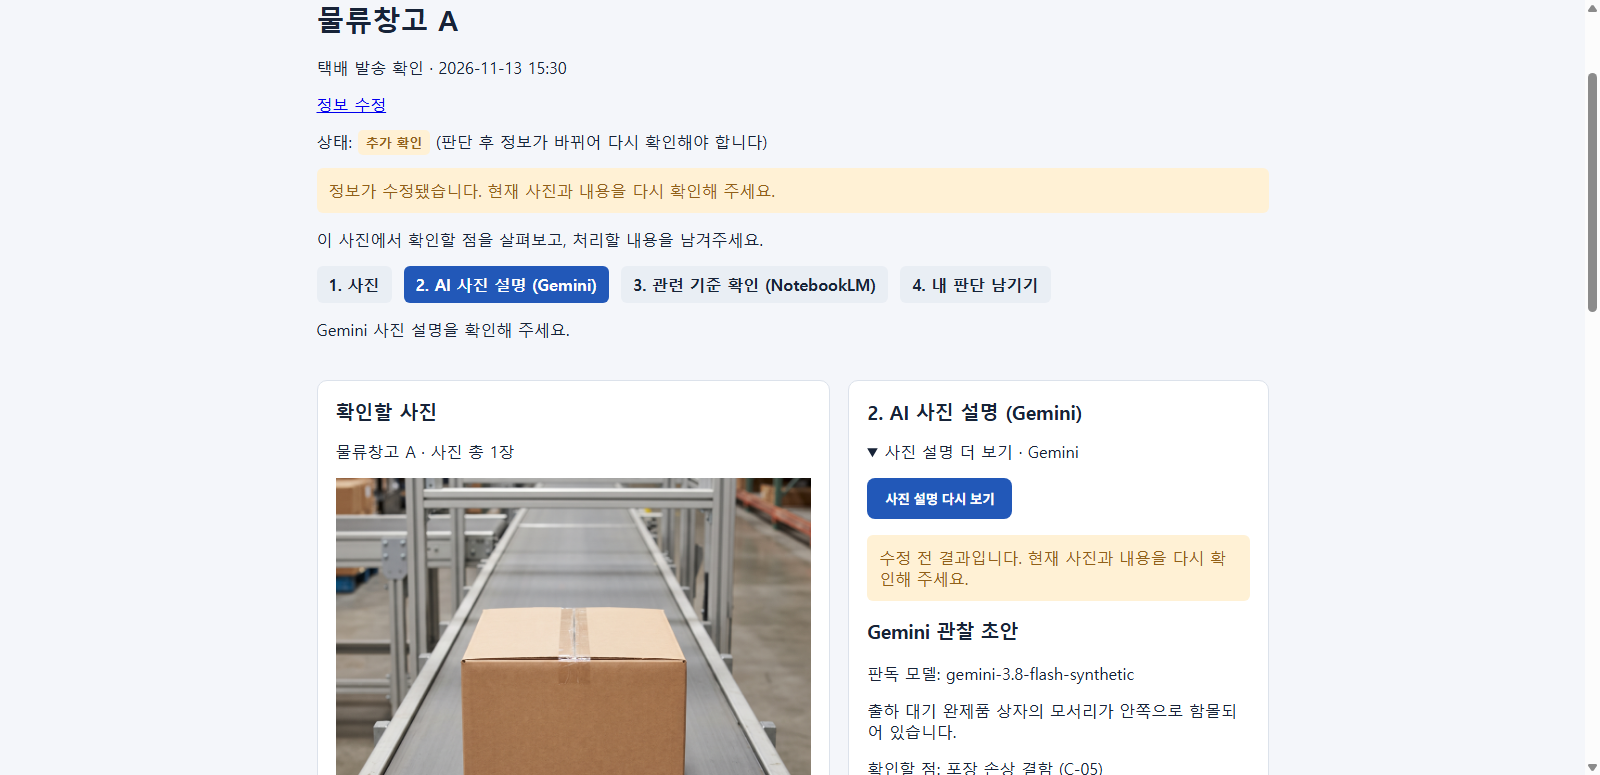 물류창고 A
택배 발송 확인 · 2026-11-13 15:30
정보 수정
상태: 추가 확인 (판단 후 정보가 바뀌어 다시 확인해야 합니다)
정보가 수정됐습니다. 현재 사진과 내용을 다시 확인해 주세요.
이 사진에서 확인할 점을 살펴보고, 처리할 내용을 남겨주세요.
1. 사진
2. AI 사진 설명 (Gemini)
3. 관련 기준 확인 (NotebookLM)
4. 내 판단 남기기
Gemini 사진 설명을 확인해 주세요.
확인할 사진
물류창고 A · 사진 총 1장
2. AI 사진 설명 (Gemini)
▼ 사진 설명 더 보기 · Gemini
사진 설명 다시 보기
수정 전 결과입니다. 현재 사진과 내용을 다시 확
인해 주세요.
Gemini 관찰 초안
판독 모델: gemini-3.8-flash-synthetic
출하 대기 완제품 상자의 모서리가 안쪽으로 함몰되
어 있습니다.
확인할 점: 포장 손상 결함 (C-05)